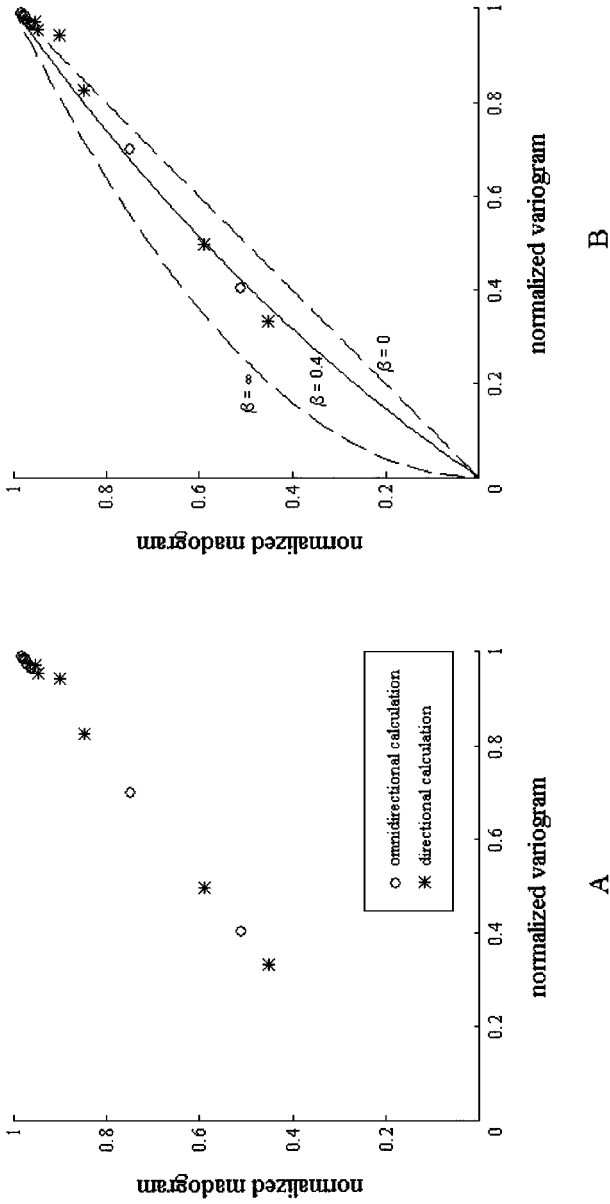 normalized madogram
1
0.8
0.6
0.4
0.2
0
0.2
0.4
0.6
0.8
1
normalized variogram
omnidirectional calculation
directional calculation
A
normalized madogram
1
0.8
0.6
0.4
0.2
0
0.2
0.4
0.6
0.8
1
normalized variogram
β = ∞
β = 0.4
β = 0
B